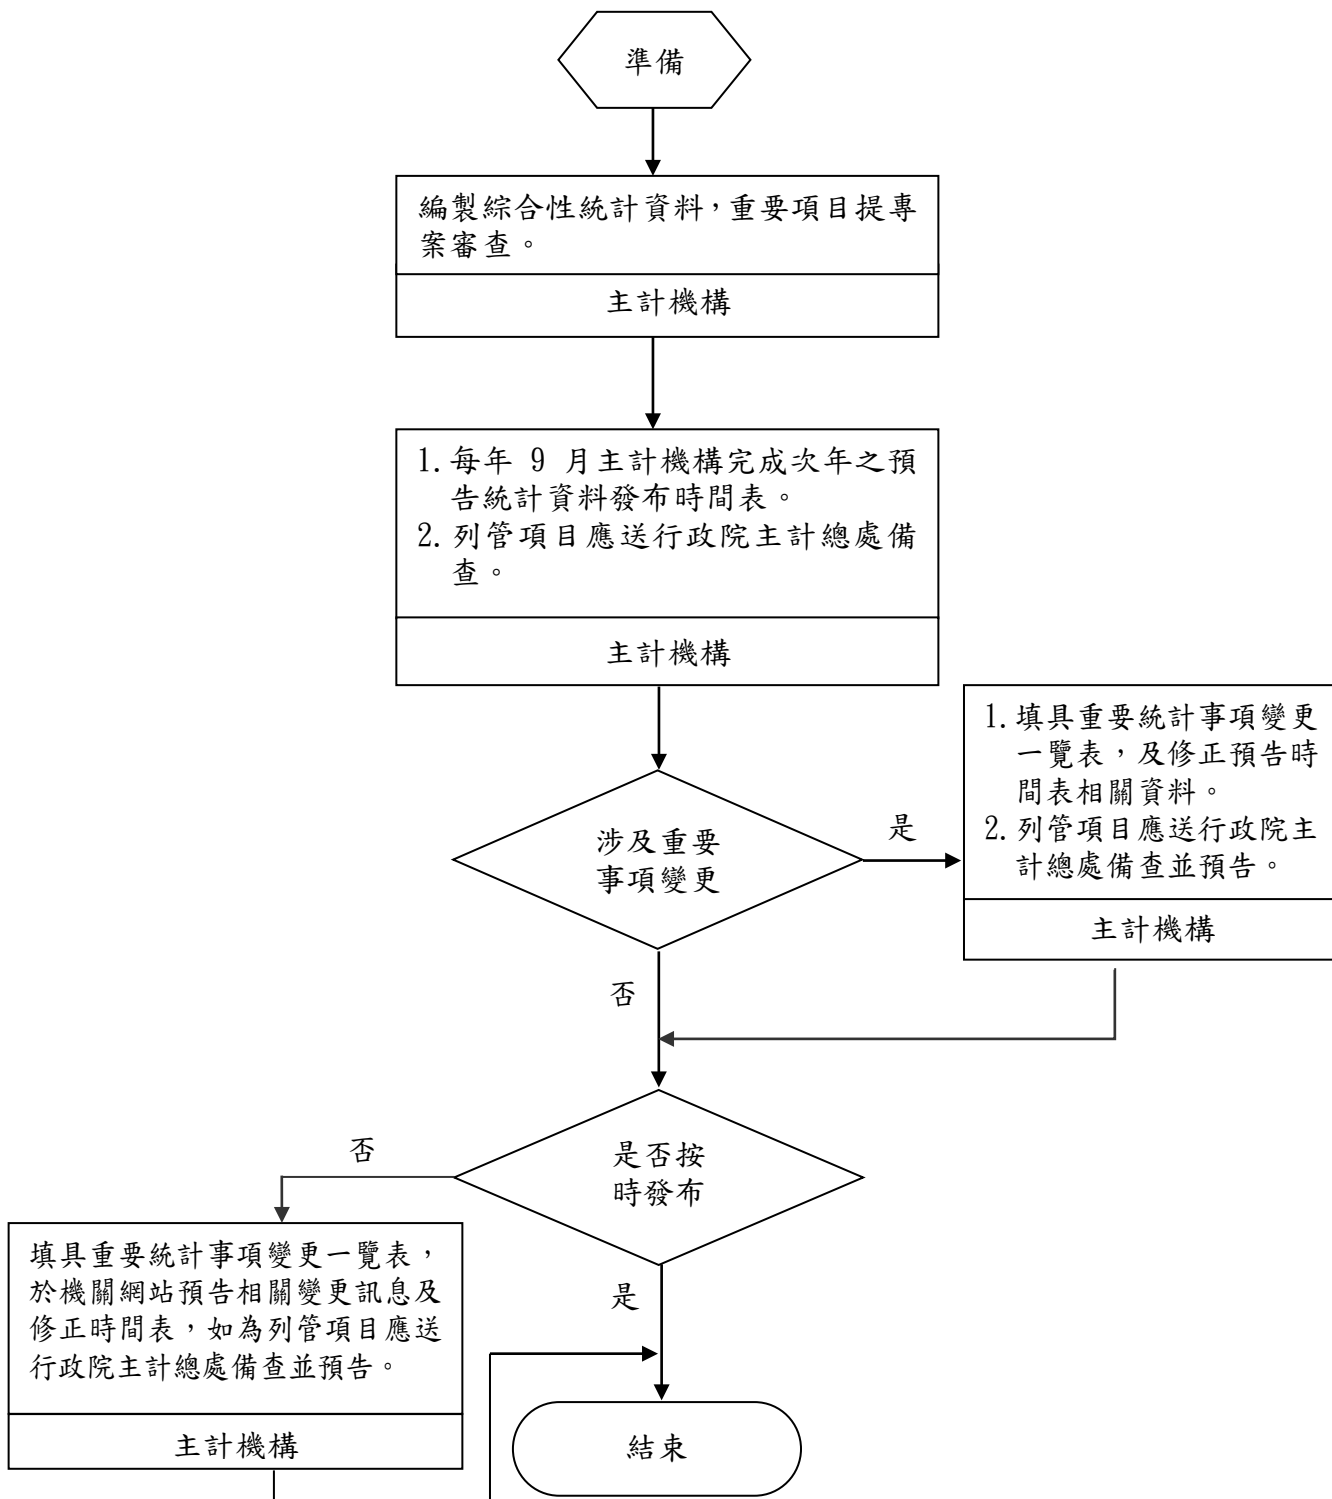 準備
編製綜合性統計資料，重要項目提專
案審查。
主計機構
1. 每年 9 月主計機構完成次年之預
告統計資料發布時間表。
2. 列管項目應送行政院主計總處備
查。
主計機構
涉及重要
事項變更
是
1. 填具重要統計事項變更
一覽表，及修正預告時
間表相關資料。
2. 列管項目應送行政院主
計總處備查並預告。
主計機構
否
是否按
時發布
否
填具重要統計事項變更一覽表，
於機關網站預告相關變更訊息及
修正時間表，如為列管項目應送
行政院主計總處備查並預告。
主計機構
是
結束